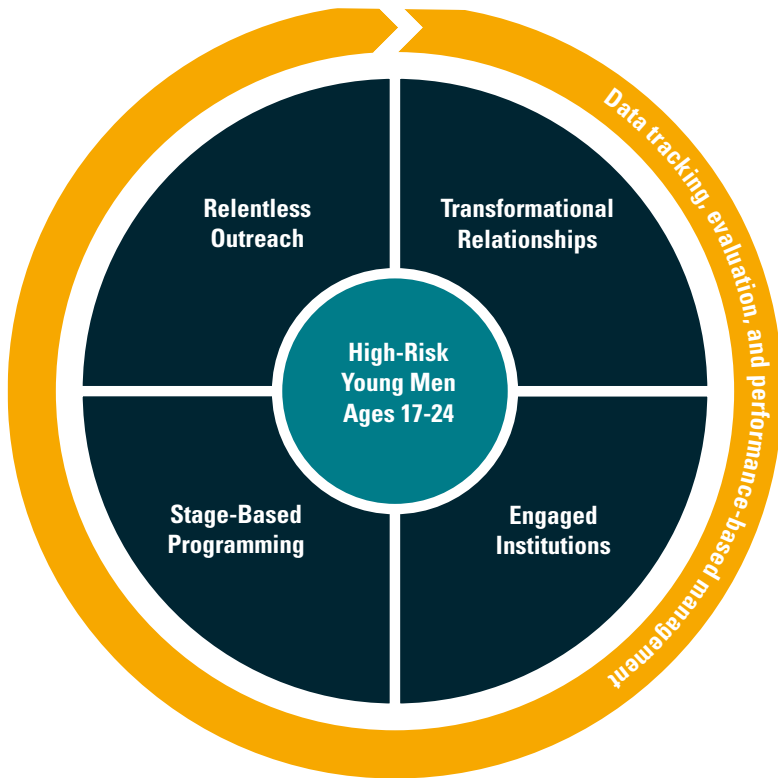 Relentless
Outreach
Transformational
Relationships
High-Risk
Young Men
Ages 17-24
Stage-Based
Programming
Engaged
Institutions
Data tracking, evaluation, and performance-based management